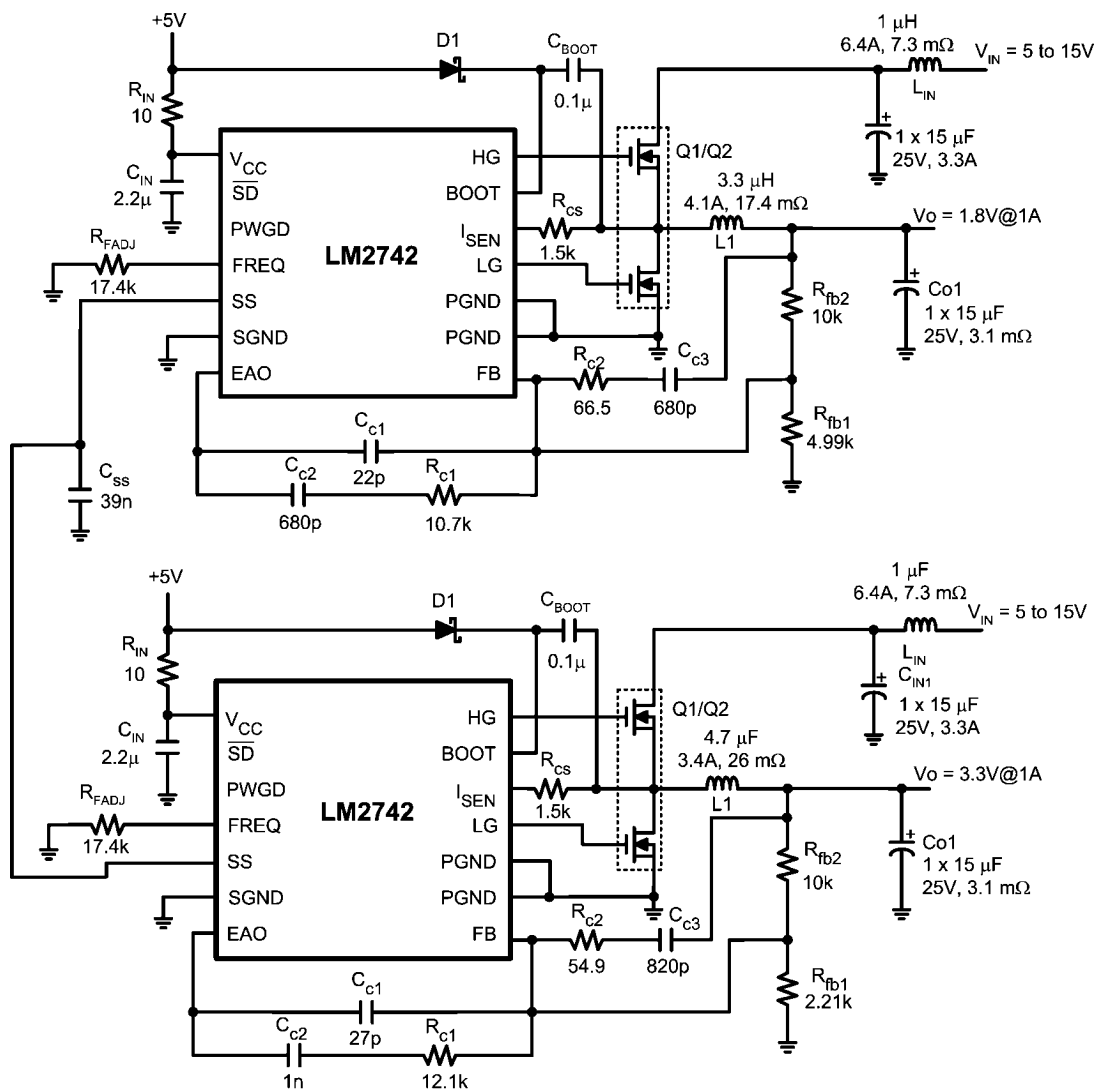 +5V
D1
C_BOOT
0.1µ
1 µH
6.4A, 7.3 mΩ
V_IN = 5 to 15V
L_IN
R_IN
10
+
1 x 15 µF
25V, 3.3A
C_IN
2.2µ
V_CC
SD
PWGD
FREQ
SS
SGND
EAO
LM2742
HG
BOOT
I_SEN
LG
PGND
PGND
FB
Q1/Q2
R_cs
1.5k
3.3 µH
4.1A, 17.4 mΩ
L1
Vo = 1.8V@1A
R_FADJ
17.4k
+
Co1
1 x 15 µF
25V, 3.1 mΩ
R_fb2
10k
R_c2
66.5
C_c3
680p
R_fb1
4.99k
C_c1
22p
C_c2
680p
R_c1
10.7k
C_ss
39n
+5V
D1
C_BOOT
0.1µ
1 µF
6.4A, 7.3 mΩ
V_IN = 5 to 15V
L_IN
C_IN1
R_IN
10
+
1 x 15 µF
25V, 3.3A
C_IN
2.2µ
V_CC
SD
PWGD
FREQ
SS
SGND
EAO
LM2742
HG
BOOT
I_SEN
LG
PGND
PGND
FB
Q1/Q2
R_cs
1.5k
4.7 µF
3.4A, 26 mΩ
L1
Vo = 3.3V@1A
R_FADJ
17.4k
+
Co1
1 x 15 µF
25V, 3.1 mΩ
R_fb2
10k
R_c2
54.9
C_c3
820p
R_fb1
2.21k
C_c1
27p
C_c2
1n
R_c1
12.1k